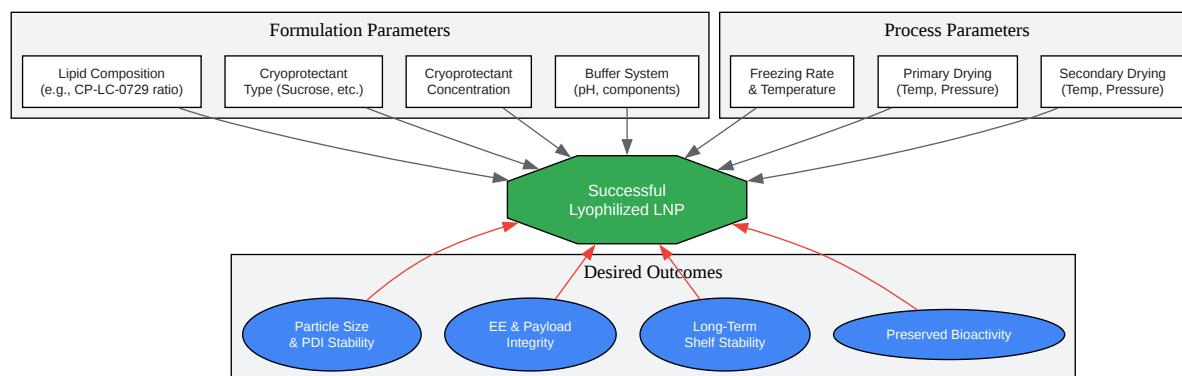 Formulation Parameters
Process Parameters
Lipid Composition
(e.g., CP-LC-0729 ratio)
Cryoprotectant
Type (Sucrose, etc.)
Cryoprotectant
Concentration
Buffer System
(pH, components)
Freezing Rate
& Temperature
Primary Drying
(Temp, Pressure)
Secondary Drying
(Temp, Pressure)
Successful
Lyophilized LNP
Desired Outcomes
Particle Size
& PDI Stability
EE & Payload
Integrity
Long-Term
Shelf Stability
Preserved Bioactivity